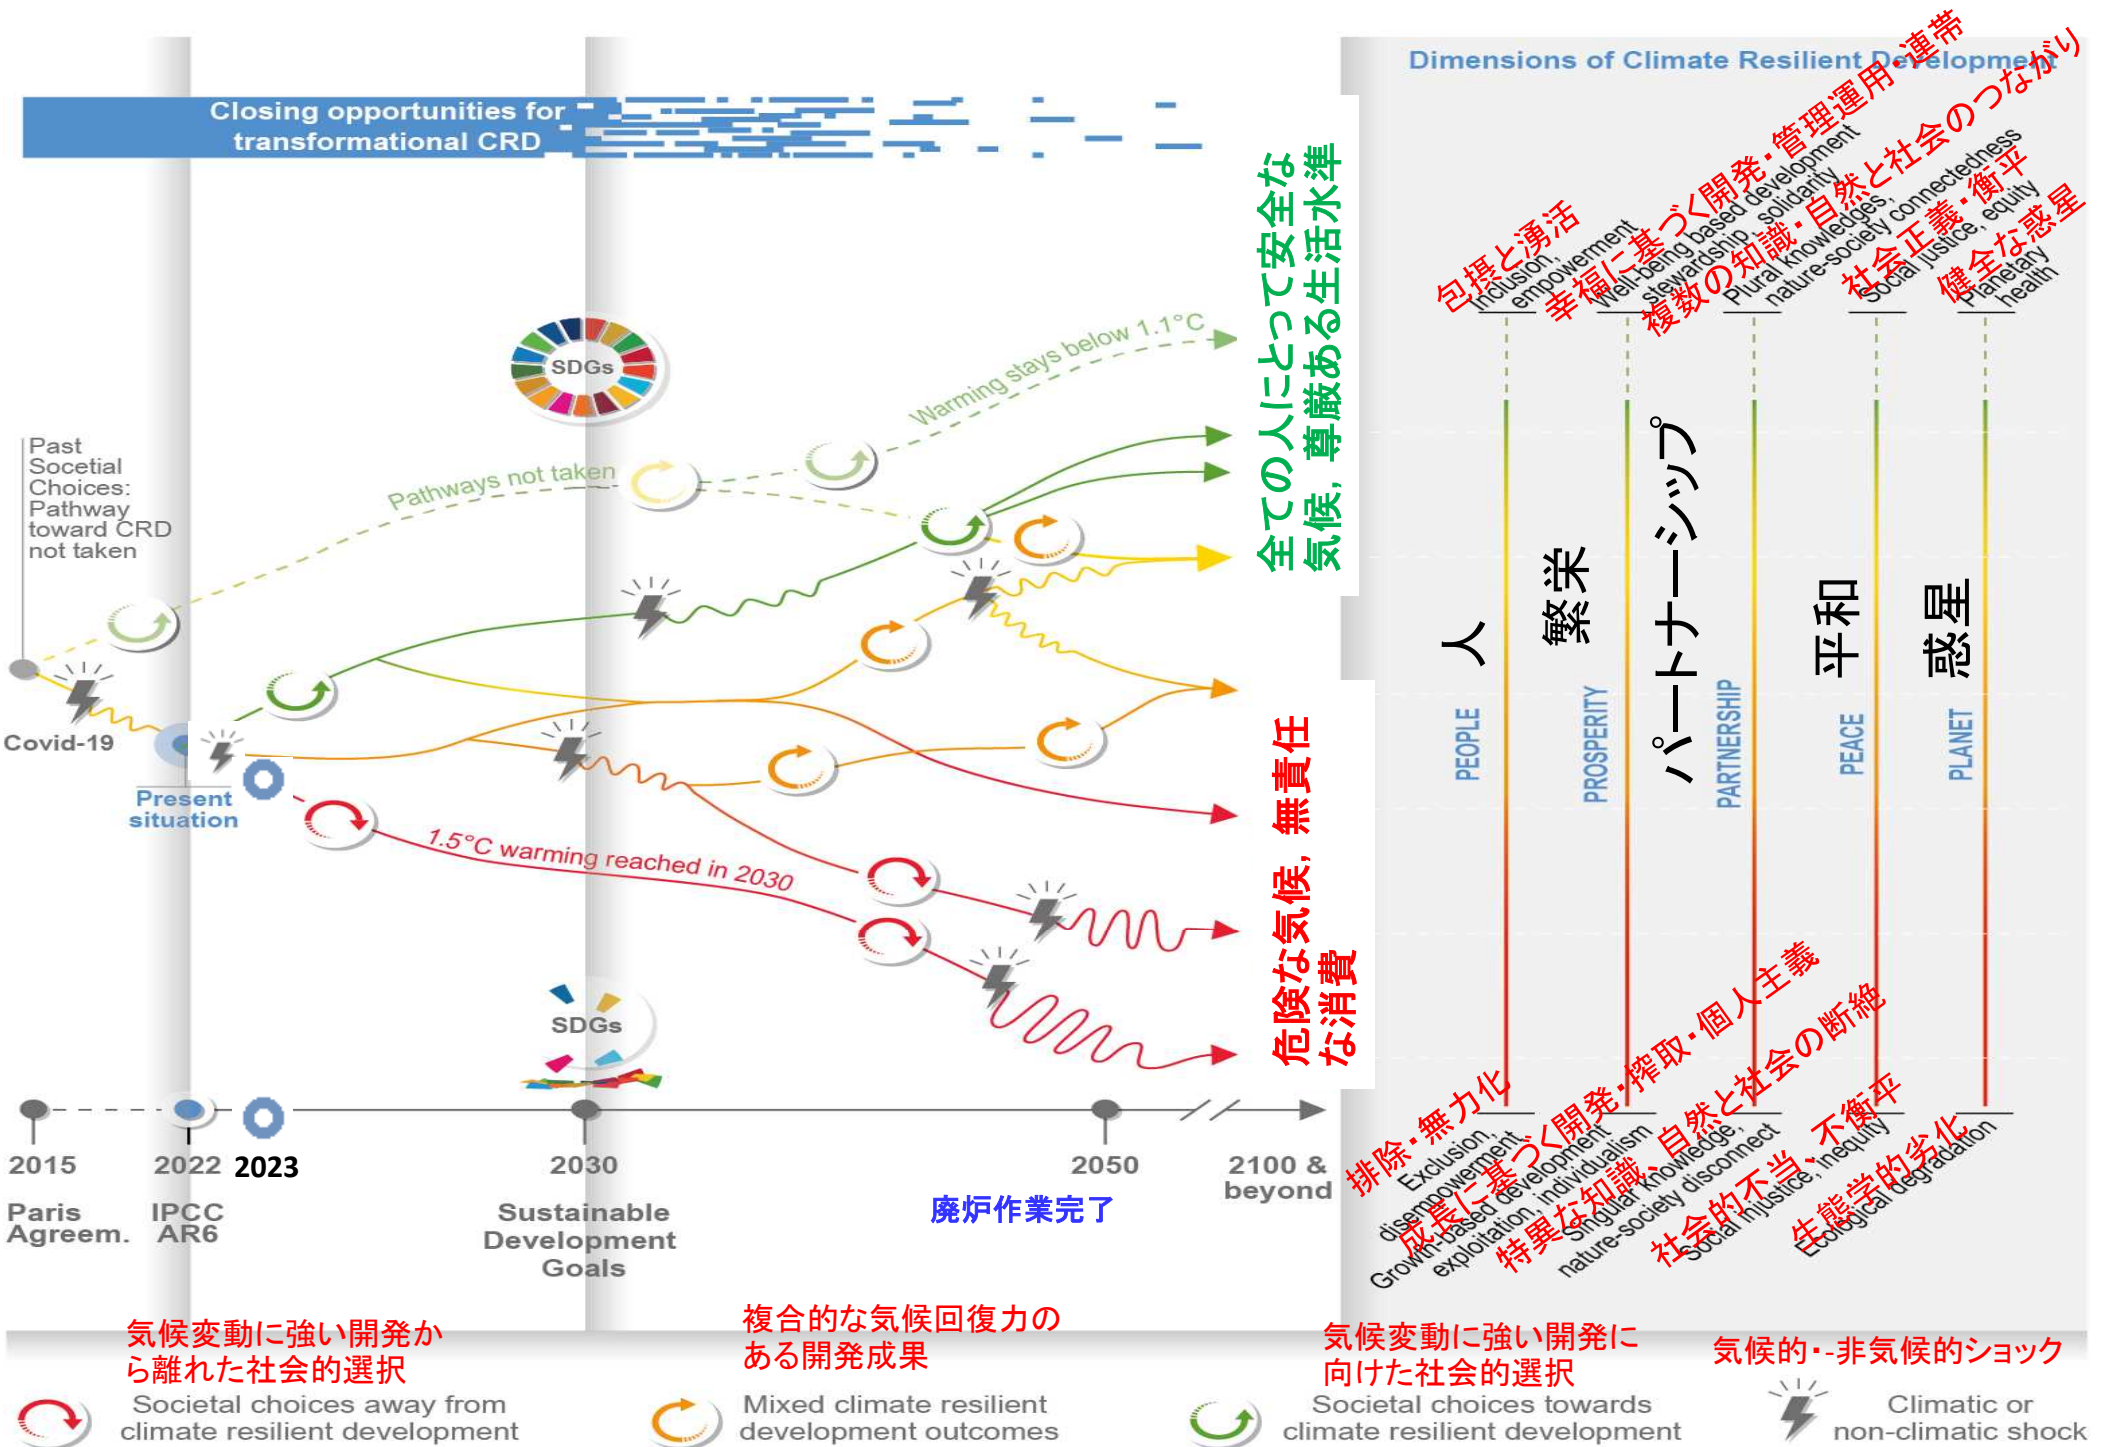 Dimensions of Climate Resilient Development
Closing opportunities for
transformational CRD
全ての人にとって安全な
気候，尊厳ある生活水準
包摂と湧活
Inclusion,
empowerment
幸福に基づく開発・管理運用・連帯
Well-being based development
stewardship, solidarity
複数の知識・自然と社会のつながり
Plural knowledges,
nature-society connectedness
社会正義・衡平
Social justice, equity
健全な惑星
Planetary
health
SDGs
Warming stays below 1.1°C
Pathways not taken
Past
Socetial
Choices:
Pathway
toward CRD
not taken
Covid-19
Present
situation
1.5°C warming reached in 2030
人
PEOPLE
繁栄
PROSPERITY
パートナーシップ
PARTNERSHIP
平和
PEACE
惑星
PLANET
危険な気候，無責任
な消費
SDGs
2015
2022
2023
2030
2050
2100 &
beyond
Paris
Agreem.
IPCC
AR6
Sustainable
Development
Goals
廃炉作業完了
排除・無力化
Exclusion,
disempowerment
成長に基づく開発・搾取・個人主義
Growth-based development
exploitation, individualism
特異な知識、自然と社会の断絶
Singular knowledge,
nature-society disconnect
社会的不当、不衡平
Social injustice, inequity
生態学的劣化
Ecological degradation
気候変動に強い開発か
ら離れた社会的選択
Societal choices away from
climate resilient development
複合的な気候回復力の
ある開発成果
Mixed climate resilient
development outcomes
気候変動に強い開発に
向けた社会的選択
Societal choices towards
climate resilient development
気候的・-非気候的ショック
Climatic or
non-climatic shock